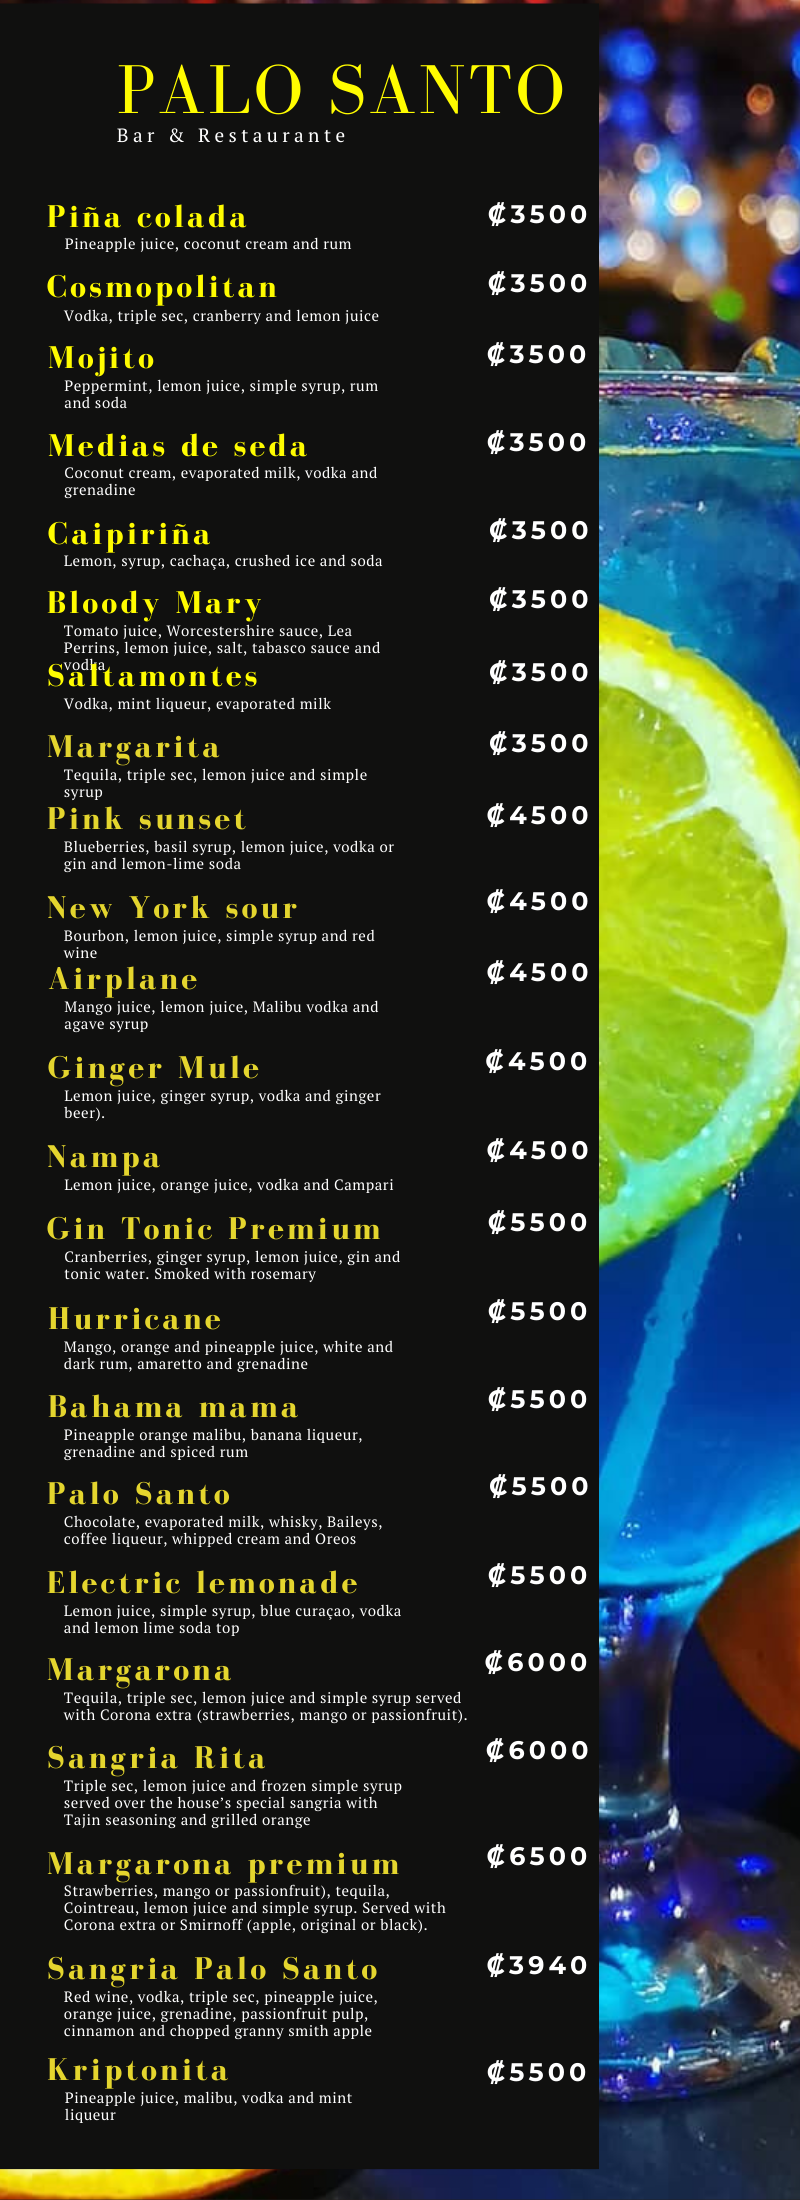 PALO SANTO
Bar & Restaurante
Piña colada ₡3500
Pineapple juice, coconut cream and rum
Cosmopolitan ₡3500
Vodka, triple sec, cranberry and lemon juice
Mojito ₡3500
Peppermint, lemon juice, simple syrup, rum
and soda
Medias de seda ₡3500
Coconut cream, evaporated milk, vodka and
grenadine
Caipiriña ₡3500
Lemon, syrup, cachaça, crushed ice and soda
Bloody Mary ₡3500
Tomato juice, Worcestershire sauce, Lea
Perrins, lemon juice, salt, tabasco sauce and
vodka
Saltamontes ₡3500
Vodka, mint liqueur, evaporated milk
Margarita ₡3500
Tequila, triple sec, lemon juice and simple
syrup
Pink sunset ₡4500
Blueberries, basil syrup, lemon juice, vodka or
gin and lemon-lime soda
New York sour ₡4500
Bourbon, lemon juice, simple syrup and red
wine
Airplane ₡4500
Mango juice, lemon juice, Malibu vodka and
agave syrup
Ginger Mule ₡4500
Lemon juice, ginger syrup, vodka and ginger
beer).
Nampa ₡4500
Lemon juice, orange juice, vodka and Campari
Gin Tonic Premium ₡5500
Cranberries, ginger syrup, lemon juice, gin and
tonic water. Smoked with rosemary
Hurricane ₡5500
Mango, orange and pineapple juice, white and
dark rum, amaretto and grenadine
Bahama mama ₡5500
Pineapple orange malibu, banana liqueur,
grenadine and spiced rum
Palo Santo ₡5500
Chocolate, evaporated milk, whisky, Baileys,
coffee liqueur, whipped cream and Oreos
Electric lemonade ₡5500
Lemon juice, simple syrup, blue curaçao, vodka
and lemon lime soda top
Margarona ₡6000
Tequila, triple sec, lemon juice and simple syrup served
with Corona extra (strawberries, mango or passionfruit).
Sangria Rita ₡6000
Triple sec, lemon juice and frozen simple syrup
served over the house’s special sangria with
Tajin seasoning and grilled orange
Margarona premium ₡6500
Strawberries, mango or passionfruit), tequila,
Cointreau, lemon juice and simple syrup. Served with
Corona extra or Smirnoff (apple, original or black).
Sangria Palo Santo ₡3940
Red wine, vodka, triple sec, pineapple juice,
orange juice, grenadine, passionfruit pulp,
cinnamon and chopped granny smith apple
Kriptonita ₡5500
Pineapple juice, malibu, vodka and mint
liqueur